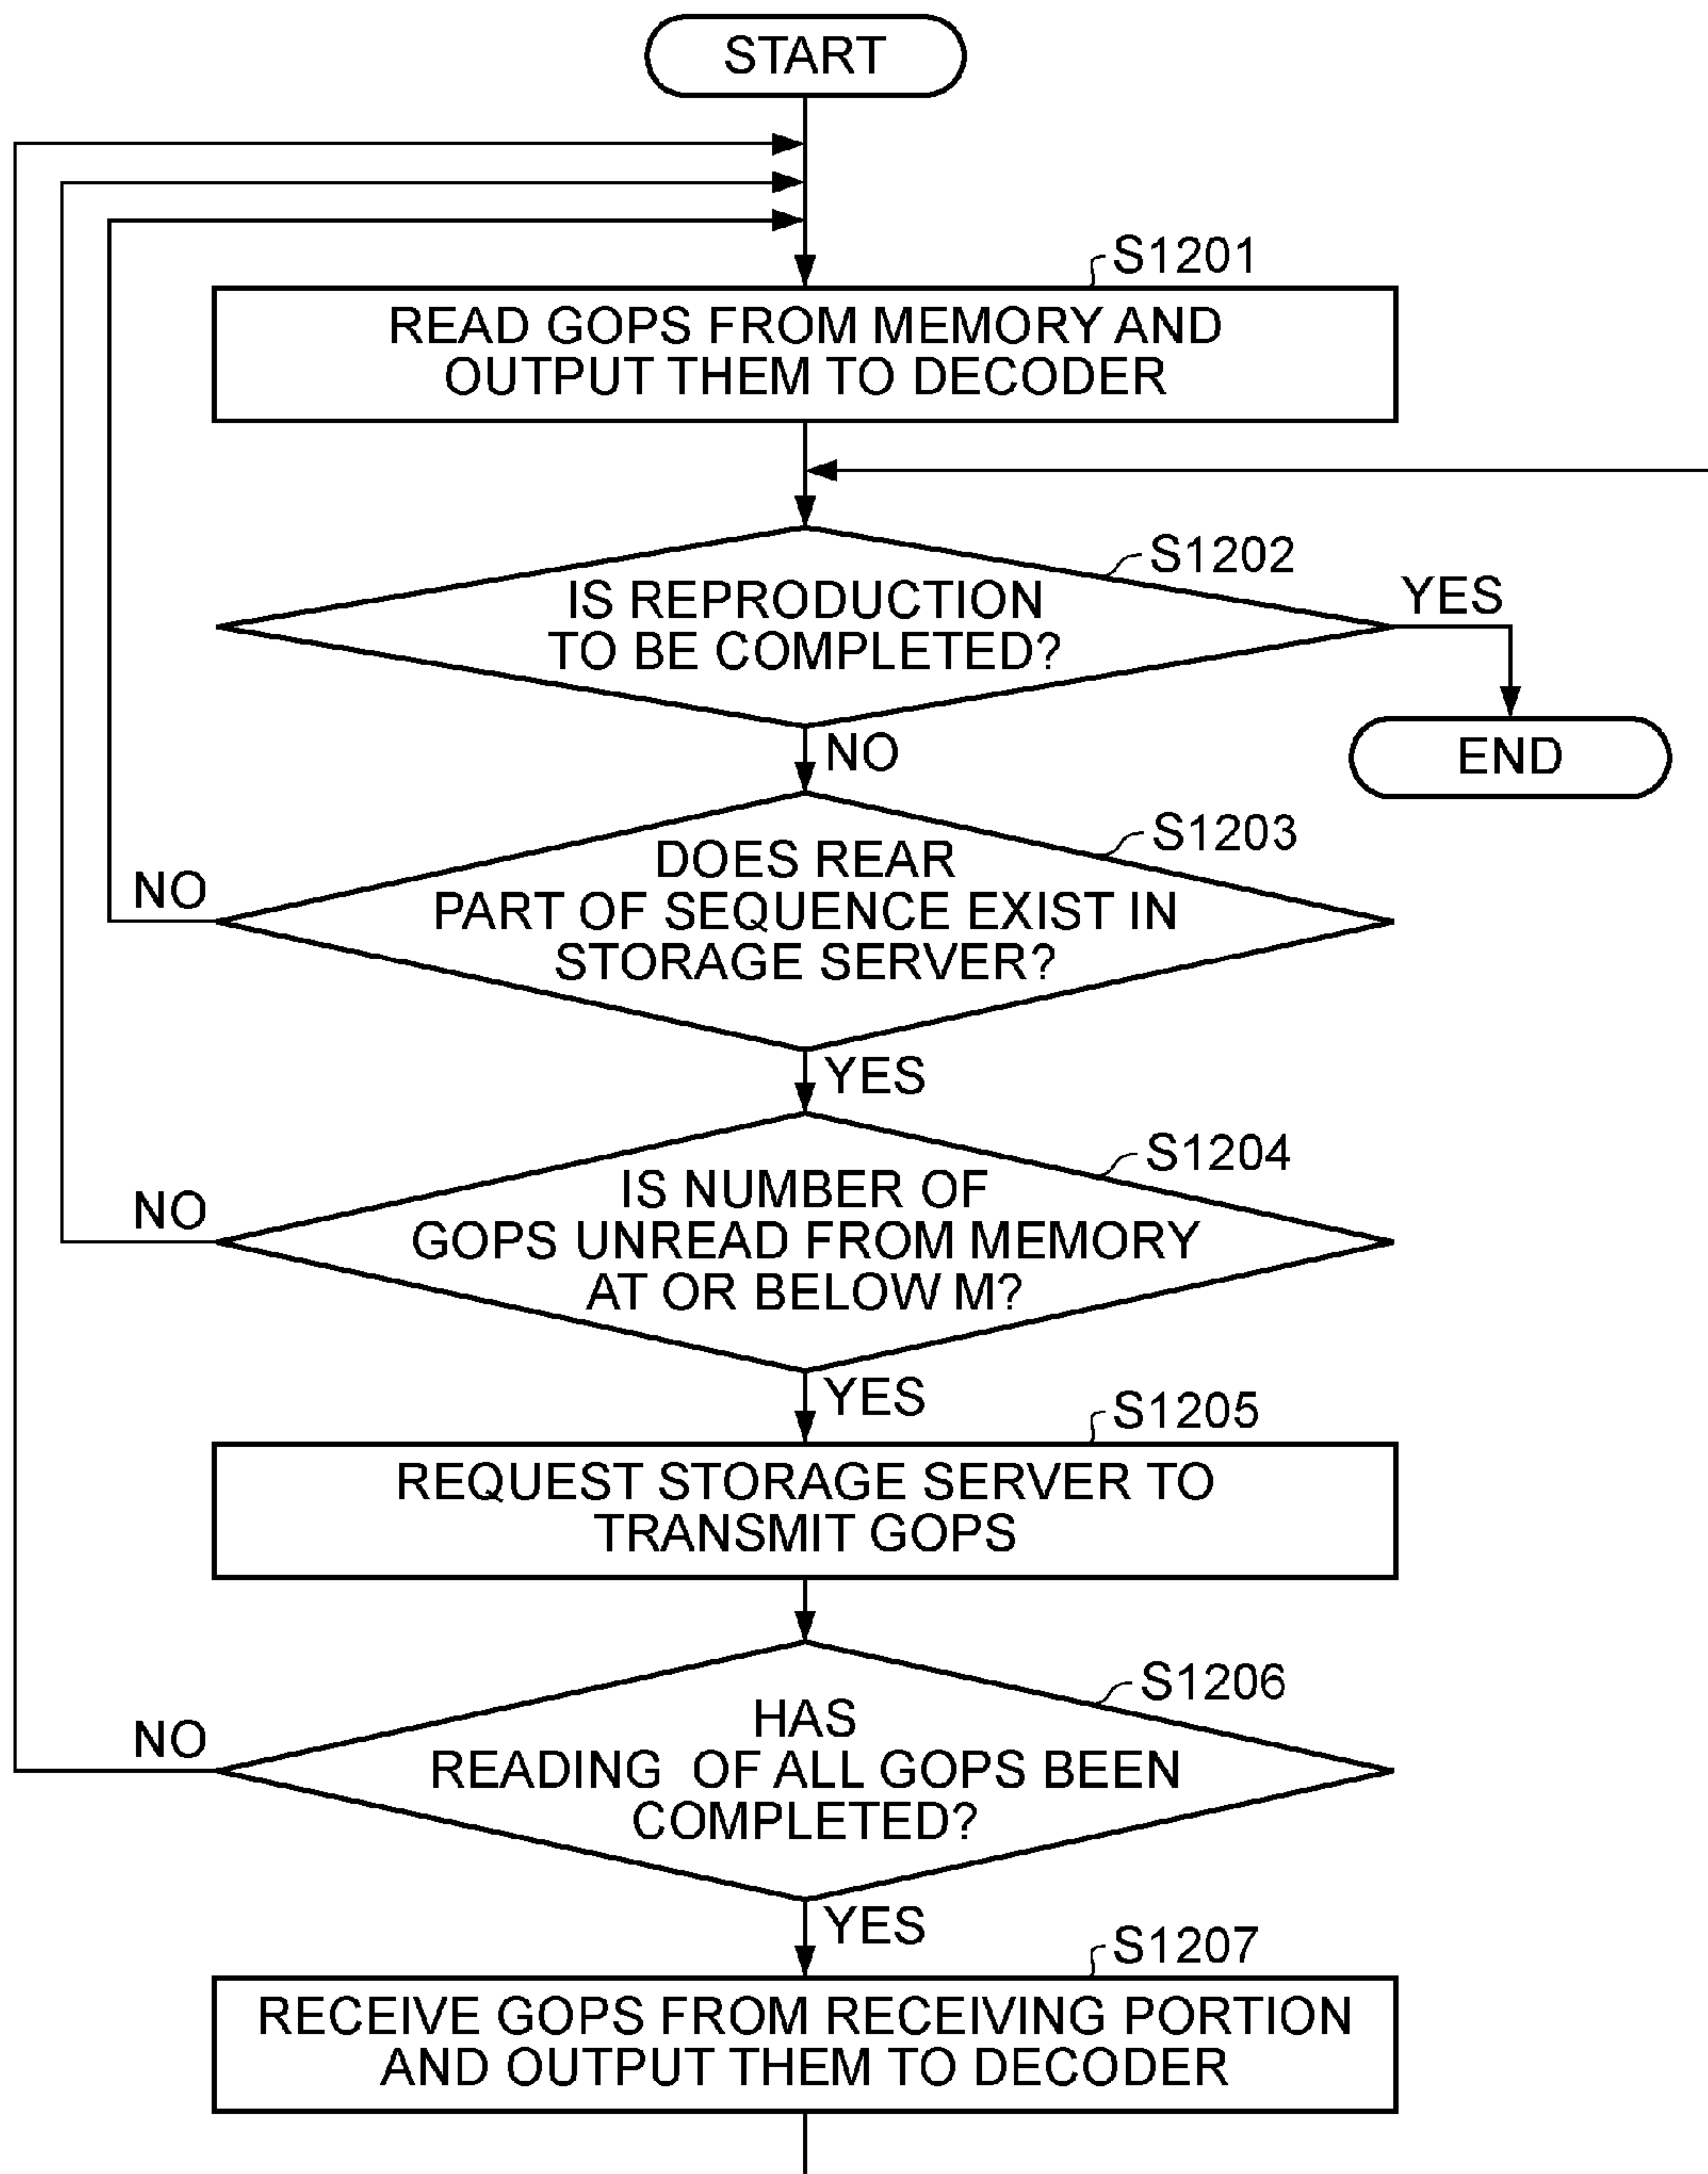 START
S1201
READ GOPS FROM MEMORY AND
OUTPUT THEM TO DECODER
S1202
IS REPRODUCTION
TO BE COMPLETED?
YES
END
NO
S1203
DOES REAR
PART OF SEQUENCE EXIST IN
STORAGE SERVER?
NO
YES
S1204
IS NUMBER OF
GOPS UNREAD FROM MEMORY
AT OR BELOW M?
NO
YES
S1205
REQUEST STORAGE SERVER TO
TRANSMIT GOPS
S1206
HAS
READING OF ALL GOPS BEEN
COMPLETED?
NO
YES
S1207
RECEIVE GOPS FROM RECEIVING PORTION
AND OUTPUT THEM TO DECODER